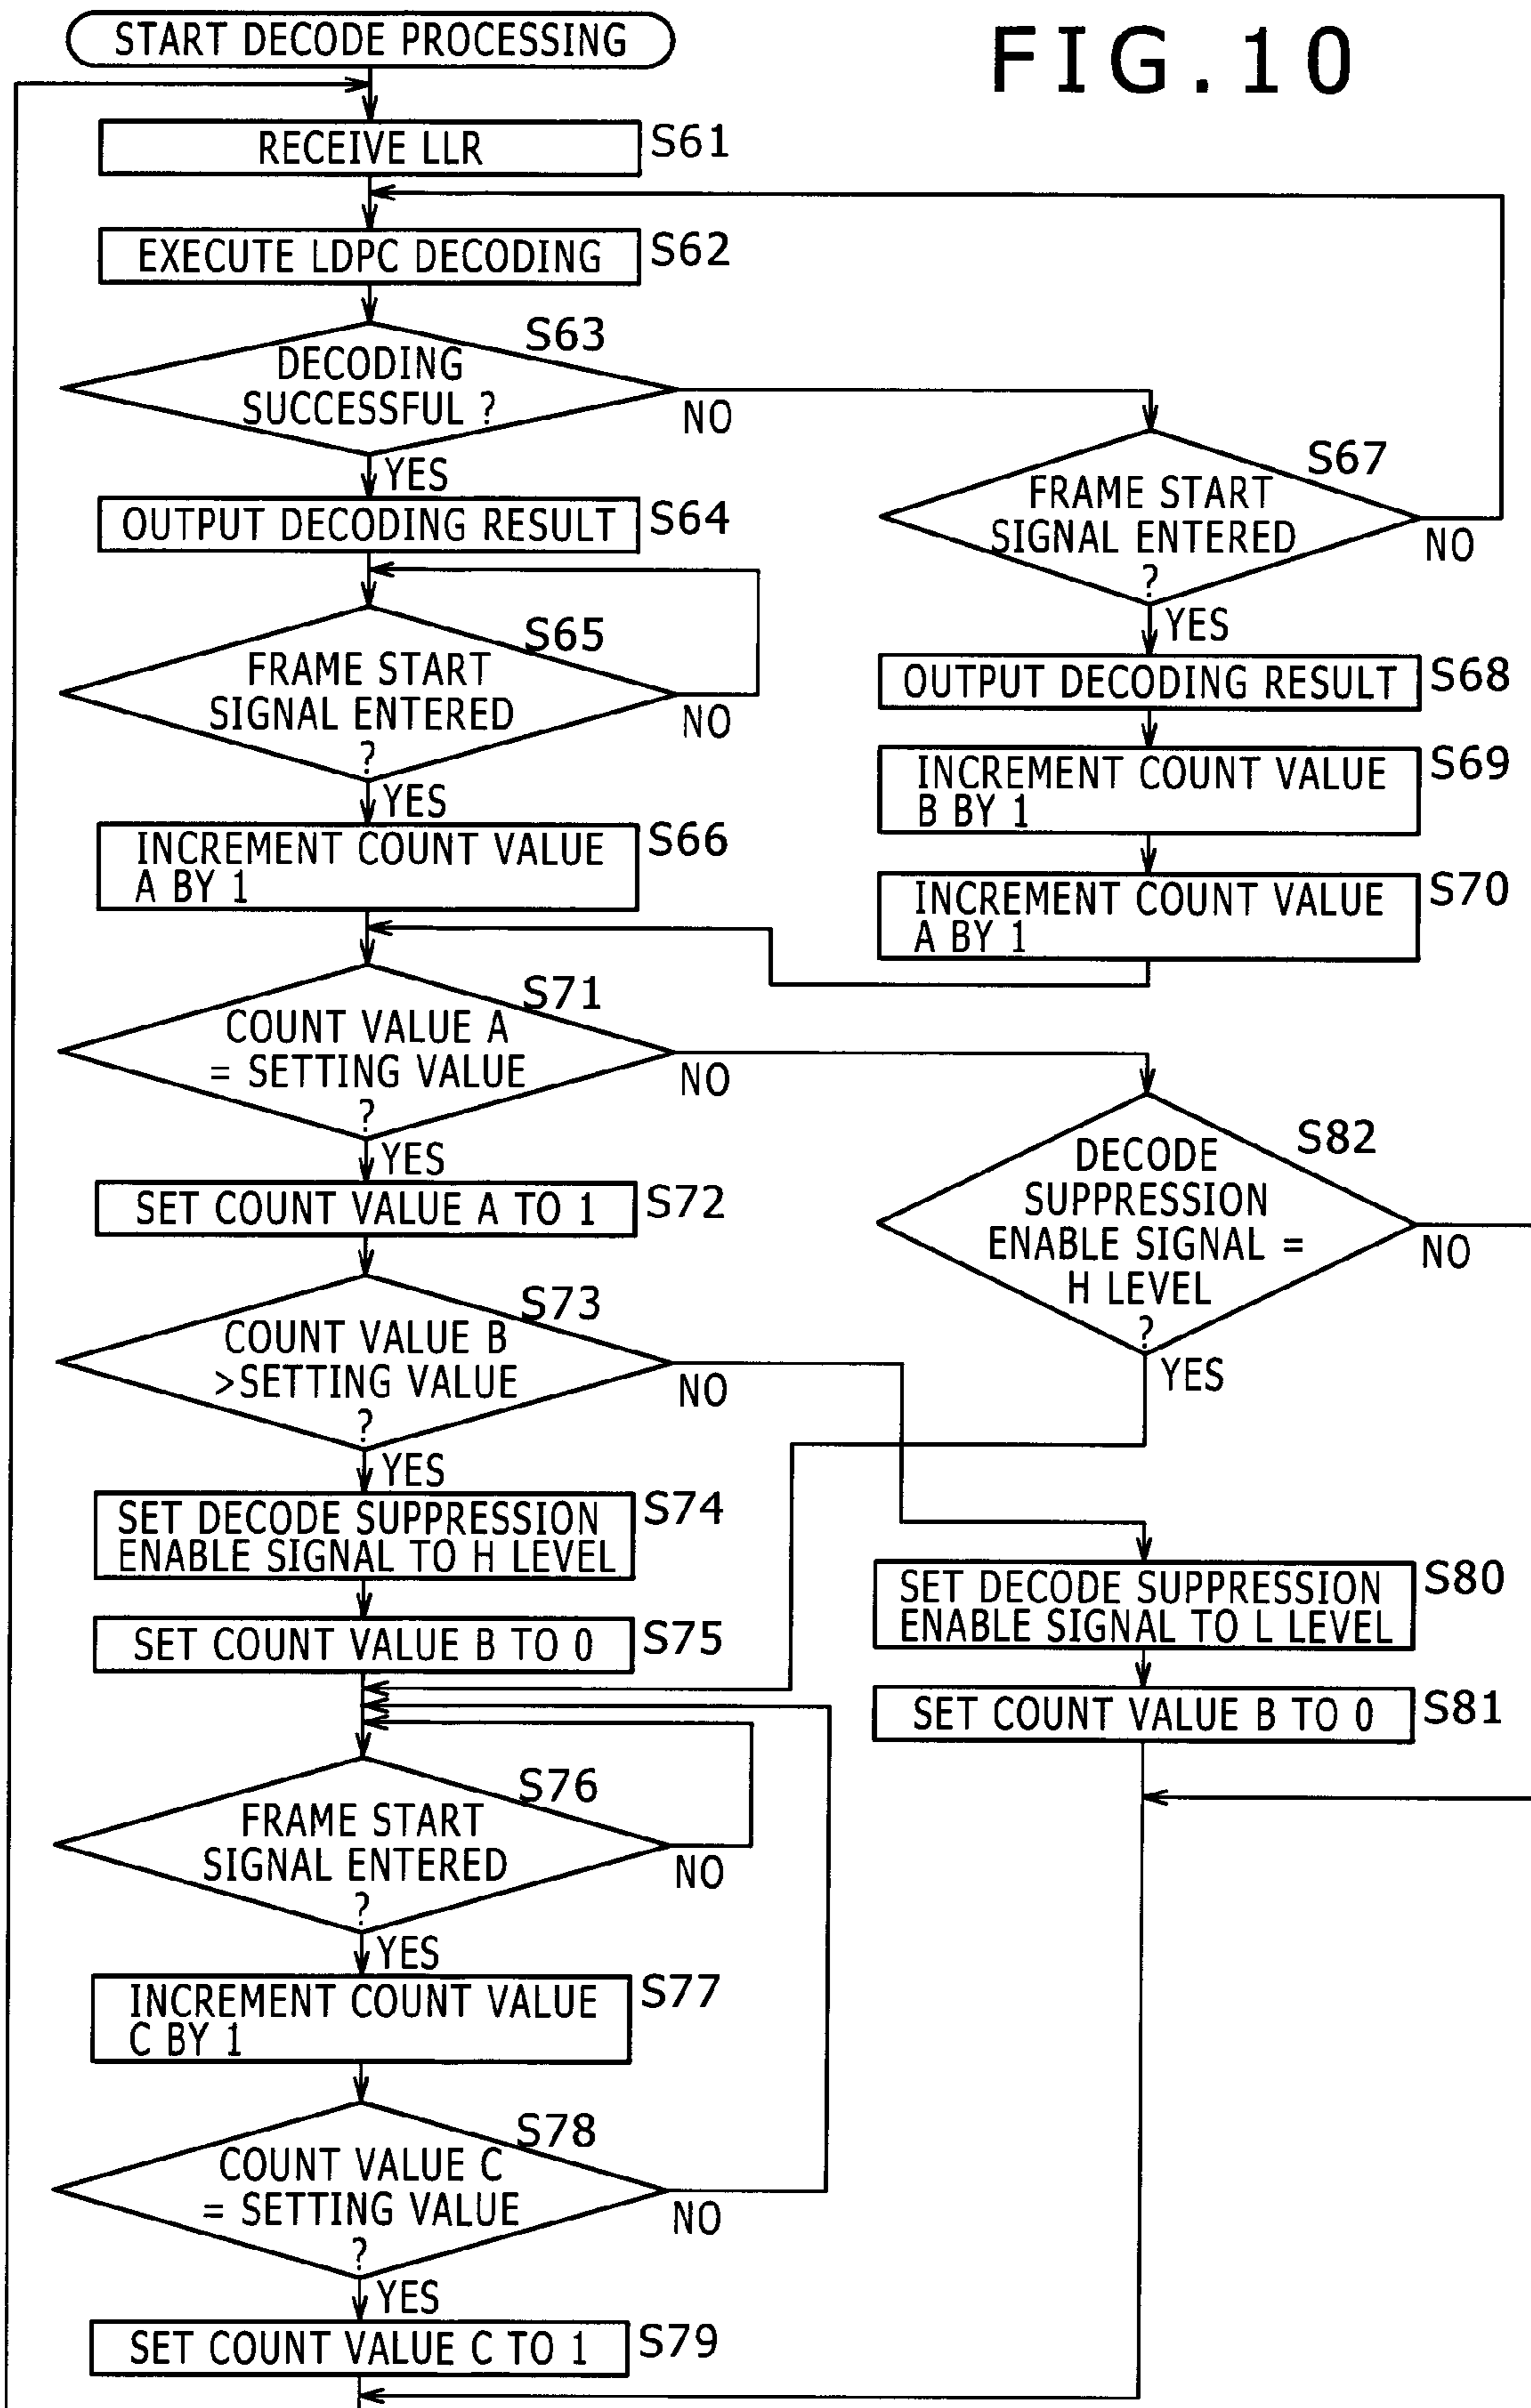 FIG.10
START DECODE PROCESSING
RECEIVE LLR
S61
EXECUTE LDPC DECODING
S62
S63
DECODING
SUCCESSFUL ?
NO
YES
OUTPUT DECODING RESULT
S64
S65
FRAME START
SIGNAL ENTERED
?
NO
YES
INCREMENT COUNT VALUE
A BY 1
S66
S67
FRAME START
SIGNAL ENTERED
?
NO
YES
OUTPUT DECODING RESULT
S68
INCREMENT COUNT VALUE
B BY 1
S69
INCREMENT COUNT VALUE
A BY 1
S70
S71
COUNT VALUE A
= SETTING VALUE
?
NO
YES
SET COUNT VALUE A TO 1
S72
S73
COUNT VALUE B
>SETTING VALUE
?
NO
YES
SET DECODE SUPPRESSION
ENABLE SIGNAL TO H LEVEL
S74
SET COUNT VALUE B TO 0
S75
S82
DECODE
SUPPRESSION
ENABLE SIGNAL =
H LEVEL
?
NO
YES
SET DECODE SUPPRESSION
ENABLE SIGNAL TO L LEVEL
S80
SET COUNT VALUE B TO 0
S81
S76
FRAME START
SIGNAL ENTERED
?
NO
YES
INCREMENT COUNT VALUE
C BY 1
S77
S78
COUNT VALUE C
= SETTING VALUE
?
NO
YES
SET COUNT VALUE C TO 1
S79